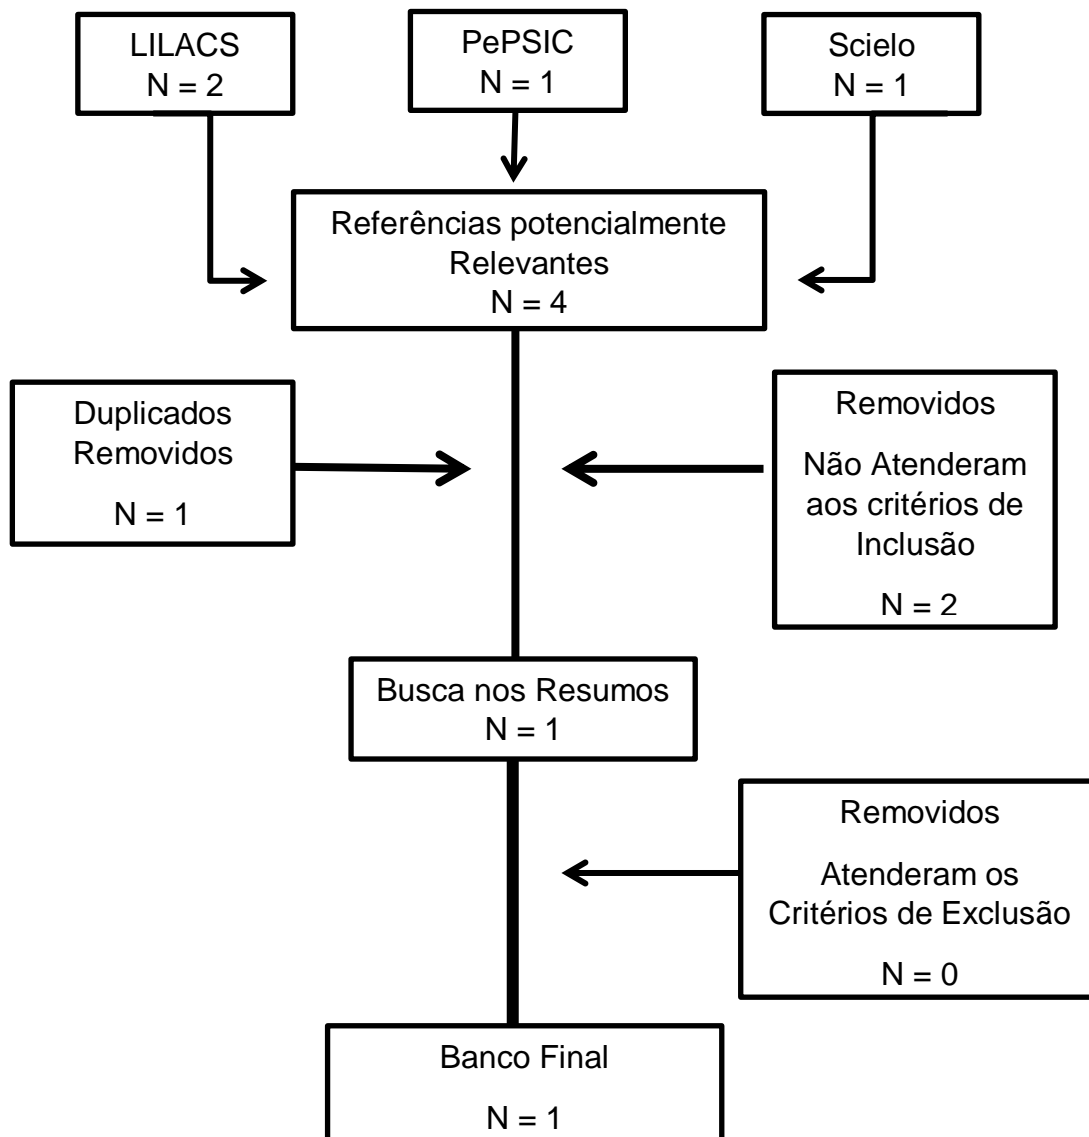 LILACS
N = 2
PePSIC
N = 1
Scielo
N = 1
Referências potencialmente
Relevantes
N = 4
Duplicados
Removidos
N = 1
Removidos
Não Atenderam
aos critérios de
Inclusão
N = 2
Busca nos Resumos
N = 1
Removidos
Atenderam os
Critérios de Exclusão
N = 0
Banco Final
N = 1